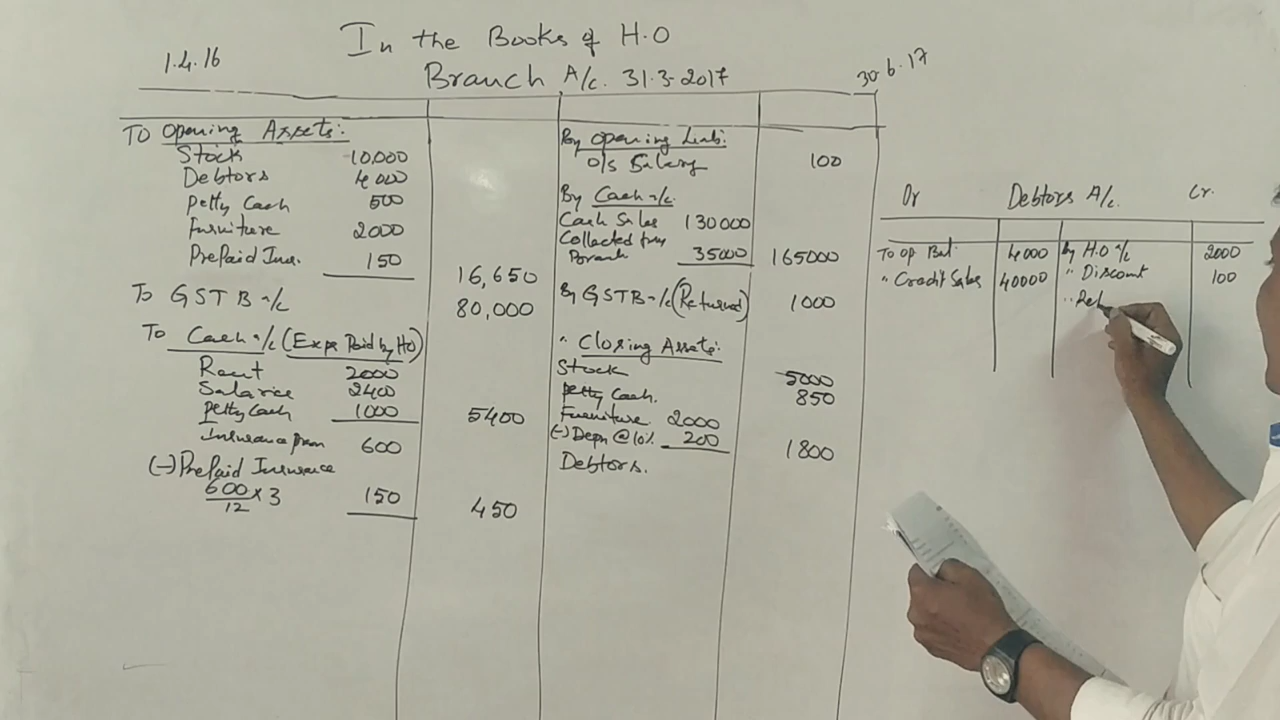 In the Books of H.O
1.4.16
Branch A/c. 31.3.2017
30.6.17
To Opening Assets:
Stock 10,000
Debtors 4000
Petty Cash 500
Furniture 2000
Prepaid Ins. 150
16,650
To GSTB a/c 80,000
To Cash a/c (Exps Paid by HO)
Rent 2000
Salaries 2400
Petty Cash 1000 5400
Insurance prem 600
(-) Prepaid Insurance
600/12 x 3 150 450
By Opening Liab:
O/s Salary 100
By Cash a/c
Cash Sales 130000
Collected from
Branch 35000 165000
By GSTB a/c (Returned) 1000
" Closing Assets:
Stock 5000
Petty Cash. 850
Furniture 2000
(-) Depn @ 10% 200 1800
Debtors.
Dr Debtors A/c. Cr.
To Op Bal. 4000 By H.O a/c 2000
" Credit Sales 40000 " Discount 100